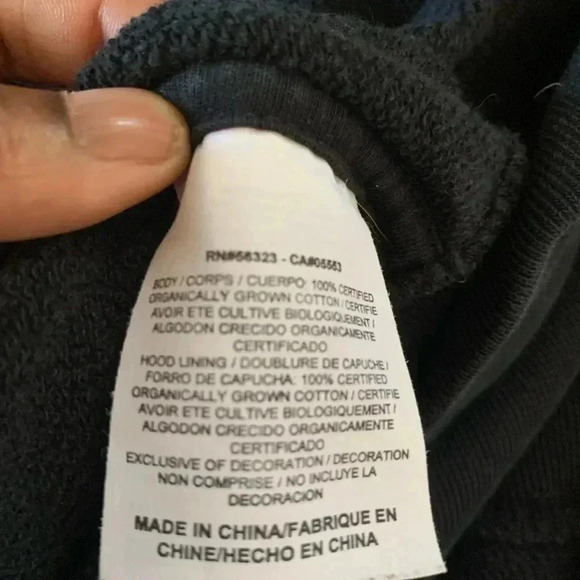 RN#56323 - CA#05553
BODY / CORPS / CUERPO: 100% CERTIFIED
ORGANICALLY GROWN COTTON / CERTIFIE
AVOIR ETE CULTIVE BIOLOGIQUEMENT /
ALGODON CRECIDO ORGANICAMENTE
CERTIFICADO
HOOD LINING / DOUBLURE DE CAPUCHE /
FORRO DE CAPUCHA: 100% CERTIFIED
ORGANICALLY GROWN COTTON / CERTIFIE
AVOIR ETE CULTIVE BIOLOGIQUEMENT /
ALGODON CRECIDO ORGANICAMENTE
CERTIFICADO
EXCLUSIVE OF DECORATION / DECORATION
NON COMPRISE / NO INCLUYE LA
DECORACION
MADE IN CHINA/FABRIQUE EN
CHINE/HECHO EN CHINA